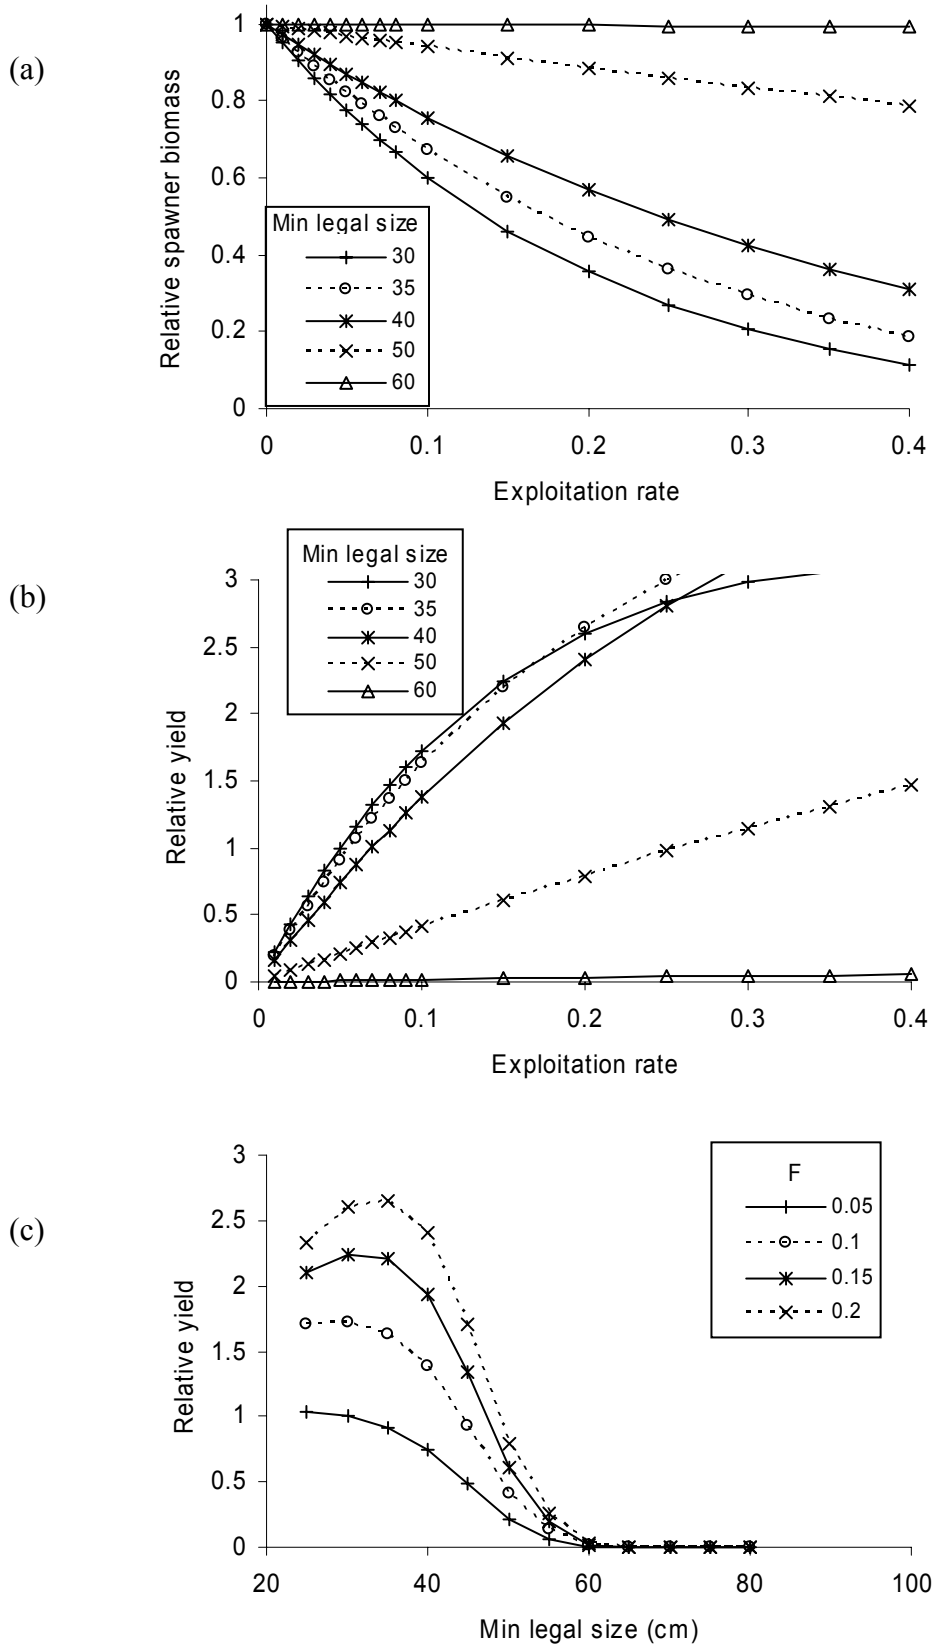 (a)
Relative spawner biomass
1
0.8
0.6
0.4
0.2
0
Min legal size
30
35
40
50
60
0 0.1 0.2 0.3 0.4
Exploitation rate
(b)
Relative yield
Min legal size
30
35
40
50
60
3
2.5
2
1.5
1
0.5
0
0 0.1 0.2 0.3 0.4
Exploitation rate
(c)
Relative yield
3
2.5
2
1.5
1
0.5
0
F
0.05
0.1
0.15
0.2
20 40 60 80 100
Min legal size (cm)